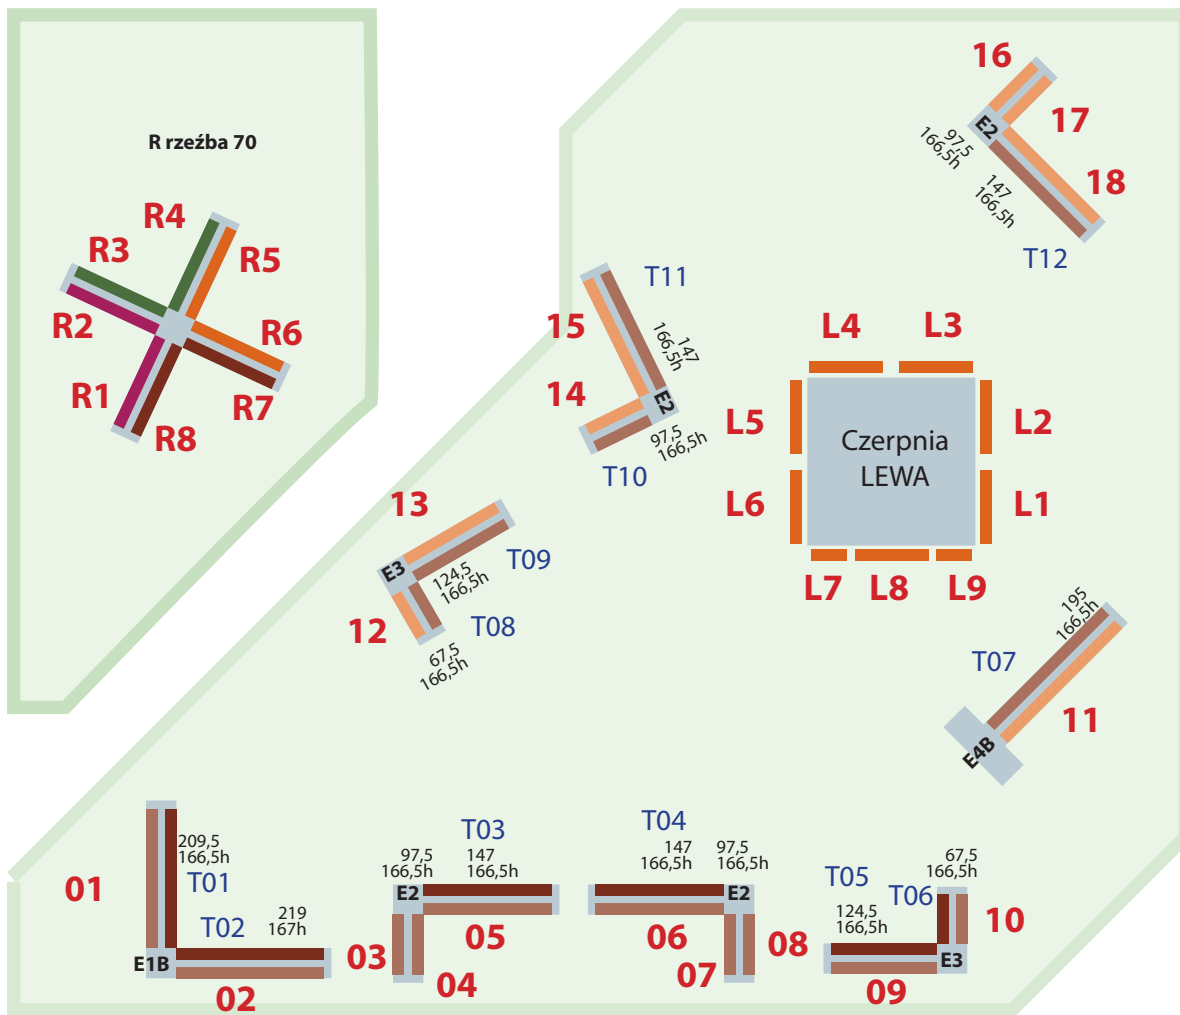 R rzeźba 70
R4
R5
R3
R2
R6
R1
R7
R8
16
17
E2
97,5
166,5h
147
166,5h
18
T12
T11
15
147
166,5h
14
E2
97,5
166,5h
T10
L4
L3
L5
L2
Czerpnia
LEWA
L6
L1
L7
L8
L9
13
E3
124,5
166,5h
T09
12
T08
67,5
166,5h
195
166,5h
T07
11
E4B
01
209,5
166,5h
T01
T02
219
167h
E1B
02
T03
97,5
166,5h
147
166,5h
E2
03
05
04
T04
147
166,5h
97,5
166,5h
E2
06
08
07
T05
T06
67,5
166,5h
124,5
166,5h
10
E3
09